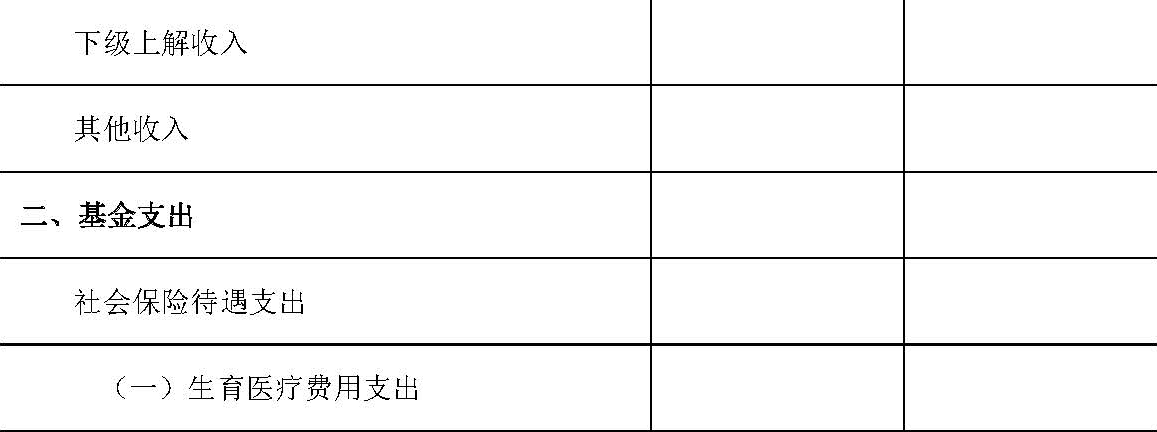 下级上解收入
其他收入
二、基金支出
社会保险待遇支出
（一）生育医疗费用支出